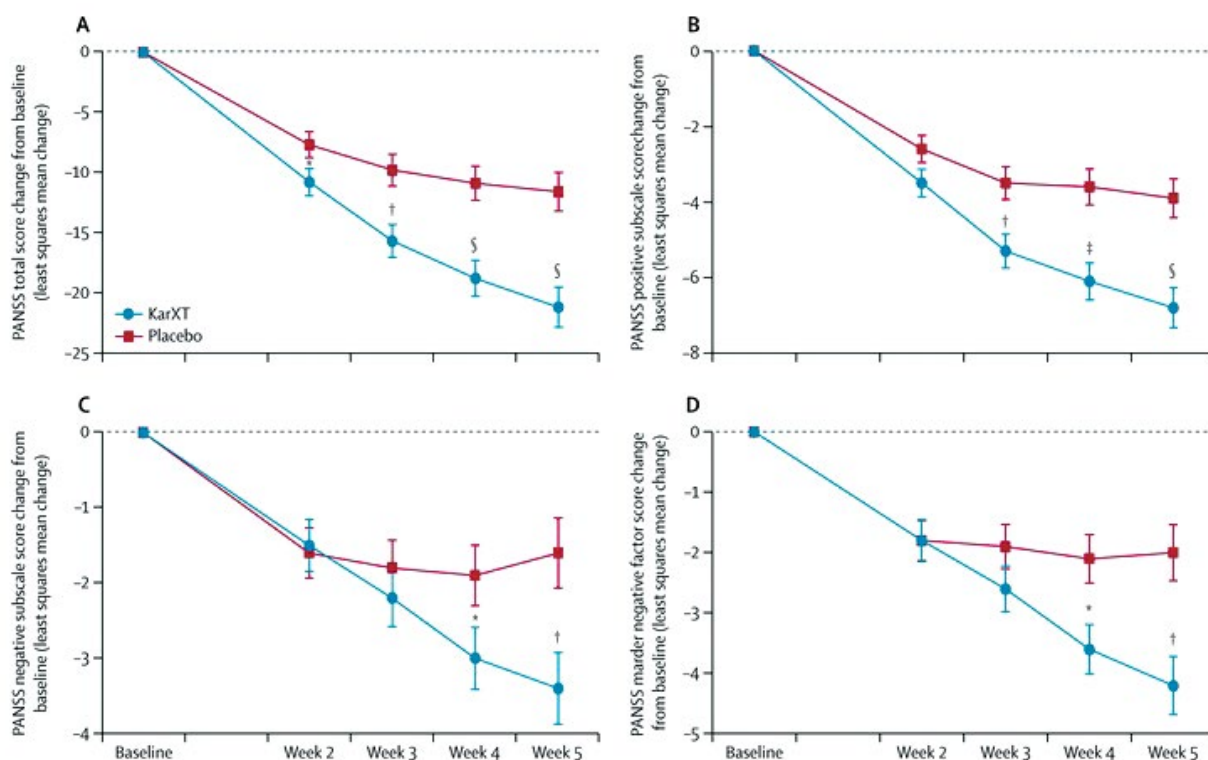 A
PANSS total score change from baseline
(least squares mean change)
0
−5
−10
−15
−20
−25
*
†
§
§
KarXT
Placebo
B
PANSS positive subscale scorechange from
baseline (least squares mean change)
0
−2
−4
−6
−8
†
‡
§
C
PANSS negative subscale score change from
baseline (least squares mean change)
0
−1
−2
−3
−4
*
†
Baseline
Week 2
Week 3
Week 4
Week 5
D
PANSS marder negative factor score change
from baseline (least squares mean change)
0
−1
−2
−3
−4
−5
*
†
Baseline
Week 2
Week 3
Week 4
Week 5